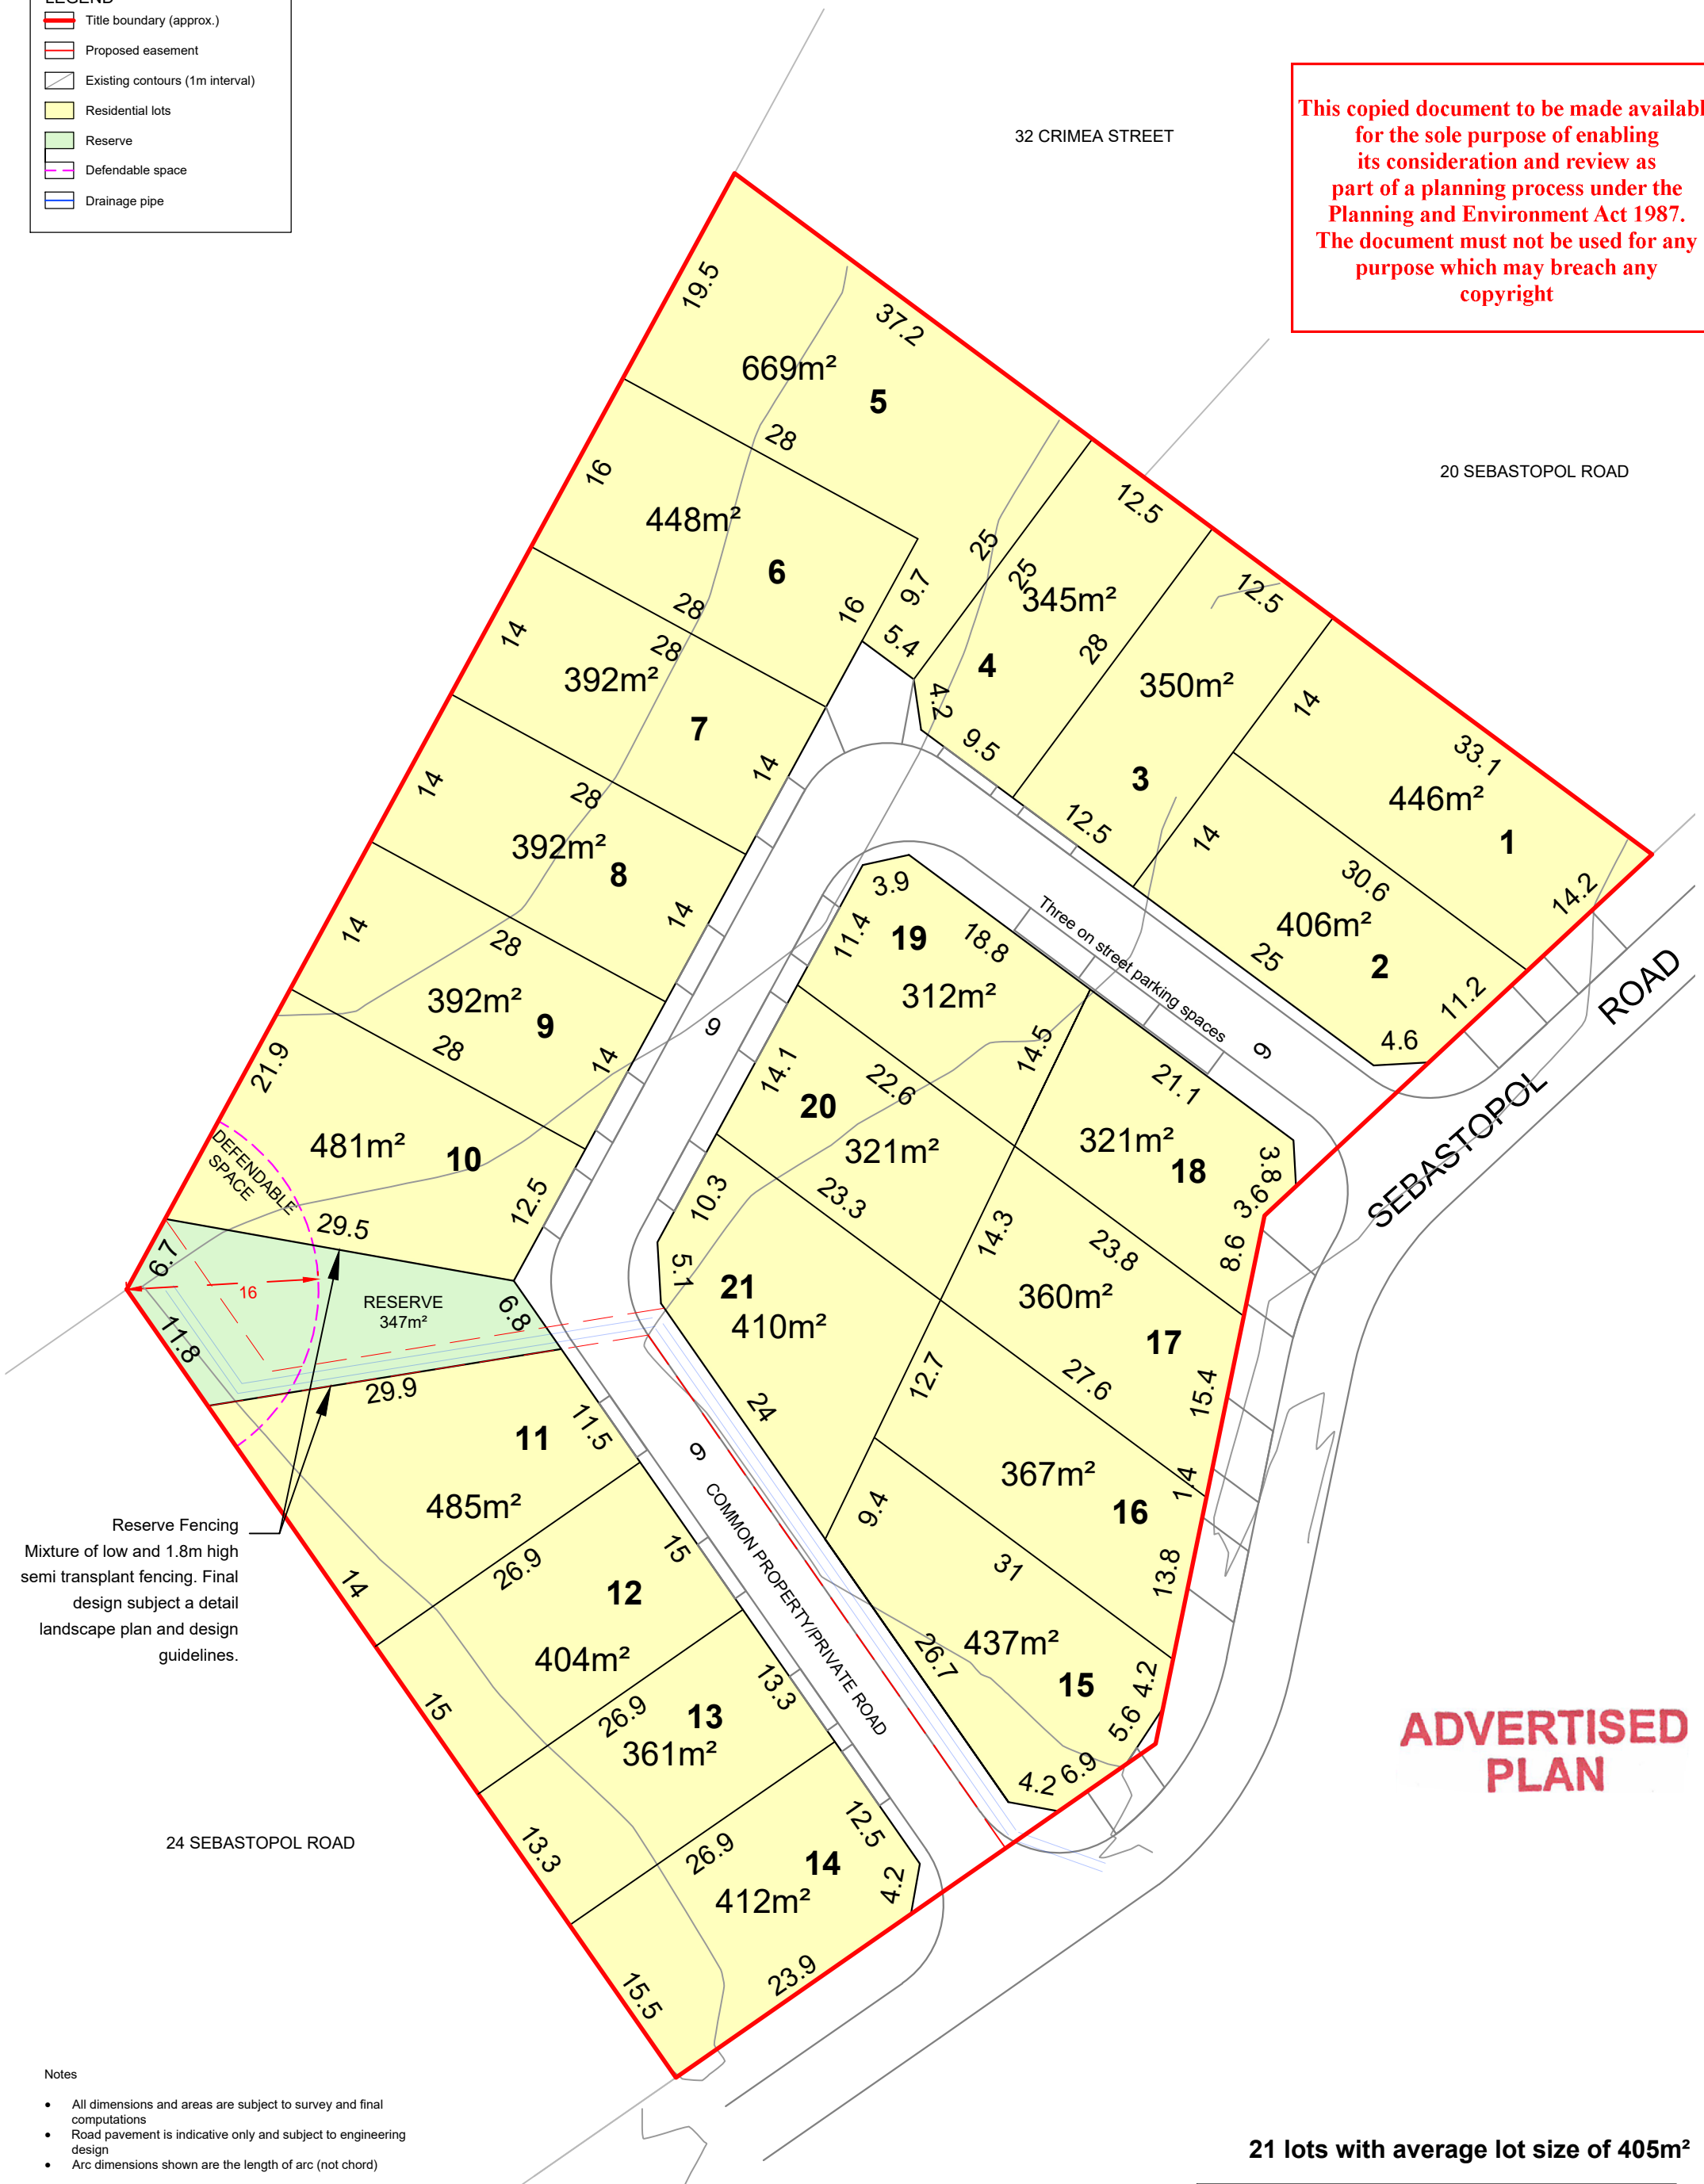 LEGEND
Title boundary (approx.)
Proposed easement
Existing contours (1m interval)
Residential lots
Reserve
Defendable space
Drainage pipe
32 CRIMEA STREET
This copied document to be made availabl
for the sole purpose of enabling
its consideration and review as
part of a planning process under the
Planning and Environment Act 1987.
The document must not be used for any
purpose which may breach any
copyright
20 SEBASTOPOL ROAD
19.5
37.2
669m²
5
28
16
448m²
6
28
16
9.7
5.4
25
12.5
25
345m²
4
28
4.2
9.5
12.5
350m²
3
12.5
14
33.1
446m²
1
14
30.6
14.2
406m²
2
25
11.2
4.6
14
28
392m²
7
14
14
28
392m²
8
14
14
28
392m²
9
14
21.9
28
481m²
10
12.5
DEFENDABLE
SPACE
29.5
6.7
16
RESERVE
347m²
6.8
11.8
29.9
9
3.9
11.4
19
18.8
312m²
Three on street parking spaces
9
14.5
14.1
22.6
20
321m²
21.1
321m²
18
3.8
3.6
10.3
23.3
14.3
23.8
8.6
5.1
21
410m²
360m²
17
12.7
27.6
15.4
24
367m²
14
16
9.4
31
13.8
437m²
26.7
15
4.2
5.6
6.9
4.2
SEBASTOPOL ROAD
11
11.5
485m²
9
COMMON PROPERTY/PRIVATE ROAD
14
26.9
15
12
404m²
15
26.9
13.3
13
361m²
13.3
26.9
12.5
14
4.2
412m²
15.5
23.9
Reserve Fencing
Mixture of low and 1.8m high
semi transplant fencing. Final
design subject a detail
landscape plan and design
guidelines.
24 SEBASTOPOL ROAD
ADVERTISED
PLAN
Notes
• All dimensions and areas are subject to survey and final
computations
• Road pavement is indicative only and subject to engineering
design
• Arc dimensions shown are the length of arc (not chord)
21 lots with average lot size of 405m²